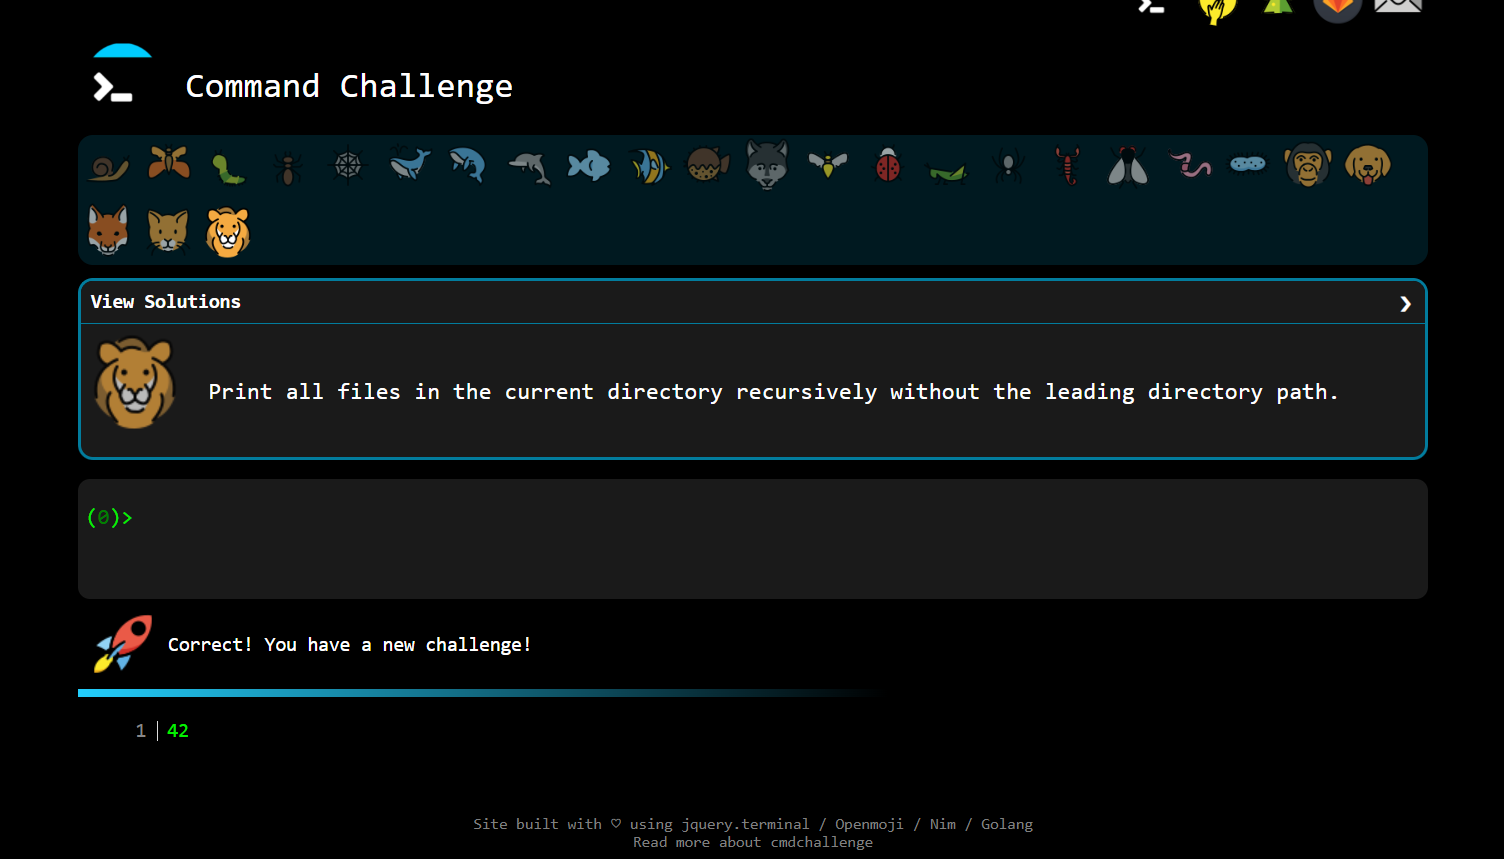 Command Challenge
View Solutions
Print all files in the current directory recursively without the leading directory path.
(0)>
Correct! You have a new challenge!
1 42
Site built with ♡ using jquery.terminal / Openmoji / Nim / Golang
Read more about cmdchallenge